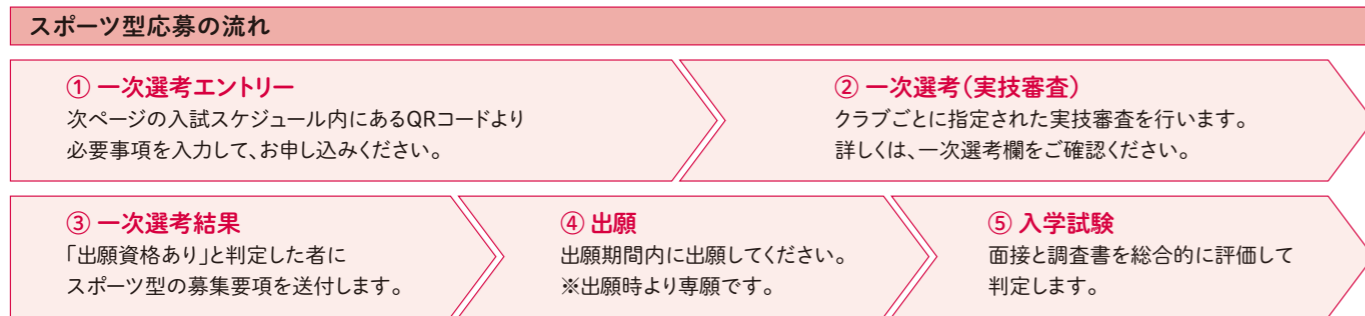 スポーツ型応募の流れ
① 一次選考エントリー
次ページの入試スケジュール内にあるQRコードより
必要事項を入力して、お申し込みください。
② 一次選考(実技審査)
クラブごとに指定された実技審査を行います。
詳しくは、一次選考欄をご確認ください。
③ 一次選考結果
「出願資格あり」と判定した者に
スポーツ型の募集要項を送付します。
④ 出願
出願期間内に出願してください。
※出願時より専願です。
⑤ 入学試験
面接と調査書を総合的に評価して
判定します。